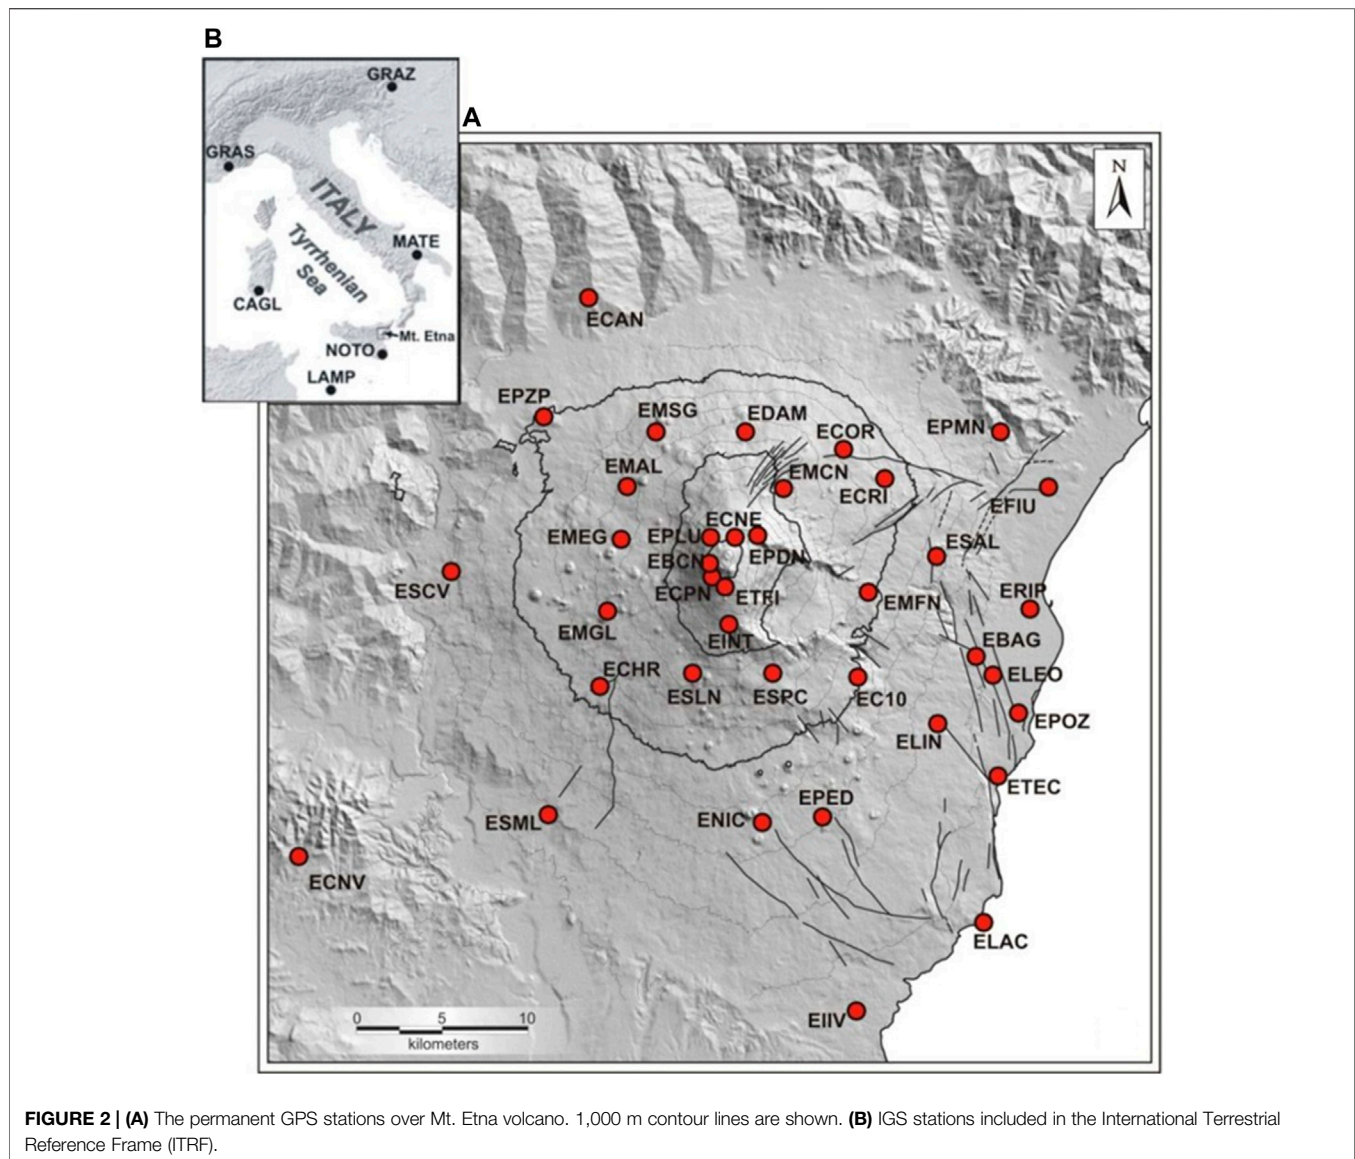 B
GRAZ
GRAS
ITALY
Tyrrhenian
Sea
MATE
CAGL
Mt. Etna
NOTO
LAMP
A
N
ECAN
EPZP
EMSG
EDAM
ECOR
EPMN
EMAL
EMCN
ECRI
EFIU
EMEG
EPLU
ECNE
EPDN
ESAL
EBCN
ESCV
ECPN
ETFI
EMFN
ERIP
EMGL
EINT
EBAG
ECHR
ELEO
ESLN
ESPC
EC10
EPOZ
ELIN
ETEC
EPED
ESML
ENIC
ECNV
ELAC
EIIV
0 5 10
kilometers
FIGURE 2 | (A) The permanent GPS stations over Mt. Etna volcano. 1,000 m contour lines are shown. (B) IGS stations included in the International Terrestrial
Reference Frame (ITRF).